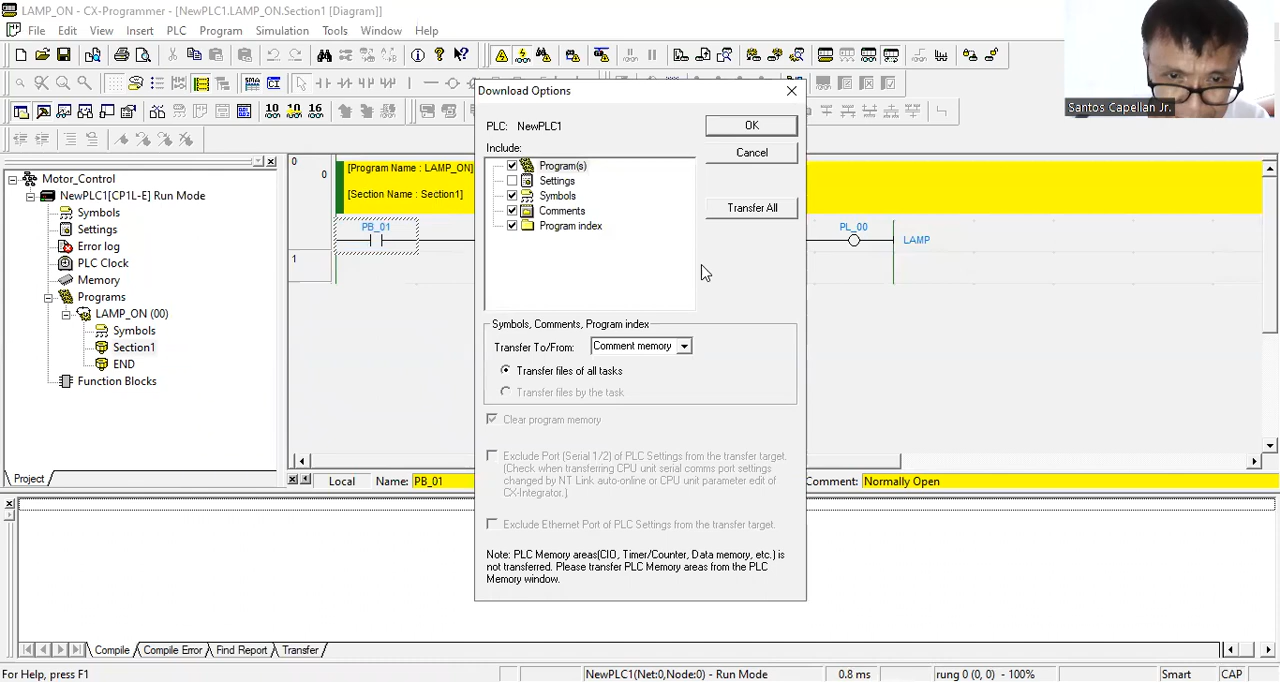 LAMP_ON - CX-Programmer - [NewPLC1.LAMP_ON.Section1 [Diagram]]
File Edit View Insert PLC Program Simulation Tools Window Help
Santos Capellan Jr.
Motor_Control
NewPLC1[CP1L-E] Run Mode
Symbols
Settings
Error log
PLC Clock
Memory
Programs
LAMP_ON (00)
Symbols
Section1
END
Function Blocks
Project
0
0
[Program Name : LAMP_ON]
[Section Name : Section1]
PB_01
PL_00
LAMP
1
Download Options
PLC: NewPLC1
Include:
Program(s)
Settings
Symbols
Comments
Program index
OK
Cancel
Transfer All
Symbols, Comments, Program index
Transfer To/From: Comment memory
Transfer files of all tasks
Transfer files by the task
Clear program memory
Exclude Port (Serial 1/2) of PLC Settings from the transfer target.
(Check when transferring CPU unit serial comms port settings
changed by NT Link auto-online or CPU unit parameter edit of
CX-Integrator.)
Exclude Ethernet Port of PLC Settings from the transfer target.
Note: PLC Memory areas(CIO, Timer/Counter, Data memory, etc.) is
not transferred. Please transfer PLC Memory areas from the PLC
Memory window.
Local Name: PB_01 Comment: Normally Open
Compile Compile Error Find Report Transfer
For Help, press F1 NewPLC1(Net:0,Node:0) - Run Mode 0.8 ms rung 0 (0, 0) - 100% Smart CAP